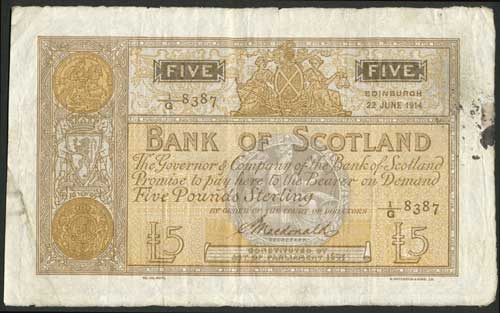 FIVE
FIVE
1/G 8387
EDINBURGH
22 JUNE 1914
BANK OF SCOTLAND
The Governor & Company of the Bank of Scotland
Promise to pay here to the Bearer on Demand
Five Pounds Sterling
BY ORDER OF THE COURT OF DIRECTORS
1/G 8387
£5
Macdonald
SECRETARY
£5
CONSTITUTED BY
ACT OF PARLIAMENT 1695